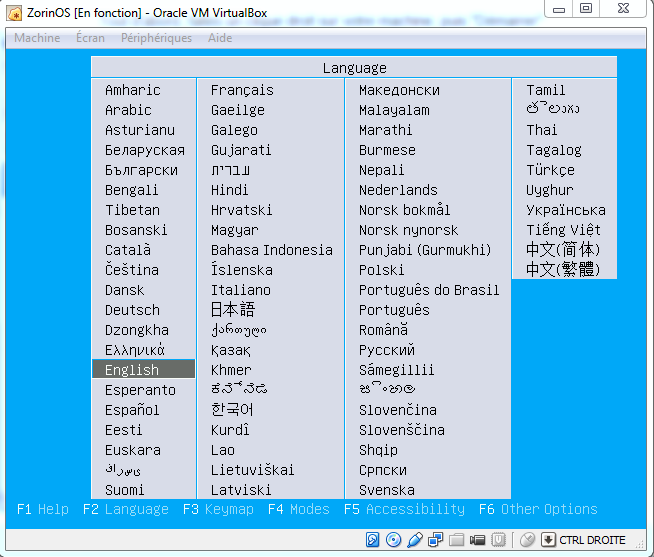 ZorinOS [En fonction] - Oracle VM VirtualBox
Machine Écran Périphériques Aide
Language
Amharic
Arabic
Asturianu
Беларуская
Български
Bengali
Tibetan
Bosanski
Català
Čeština
Dansk
Deutsch
Dzongkha
Ελληνικά
English
Esperanto
Español
Eesti
Euskara
ﻰﺳﺭﺎﻓ
Suomi
Français
Gaeilge
Galego
Gujarati
עברית
Hindi
Hrvatski
Magyar
Bahasa Indonesia
Íslenska
Italiano
日本語
ქართული
Қазақ
Khmer
ಕನ್ನಡ
한국어
Kurdî
Lao
Lietuviškai
Latviski
Македонски
Malayalam
Marathi
Burmese
Nepali
Nederlands
Norsk bokmål
Norsk nynorsk
Punjabi (Gurmukhi)
Polski
Português do Brasil
Português
Română
Русский
Sámegillii
සිංහල
Slovenčina
Slovenščina
Shqip
Српски
Svenska
Tamil
తెలుగు
Thai
Tagalog
Türkçe
Uyghur
Українська
Tiếng Việt
中文(简体)
中文(繁體)
F1 Help F2 Language F3 Keymap F4 Modes F5 Accessibility F6 Other Options
CTRL DROITE